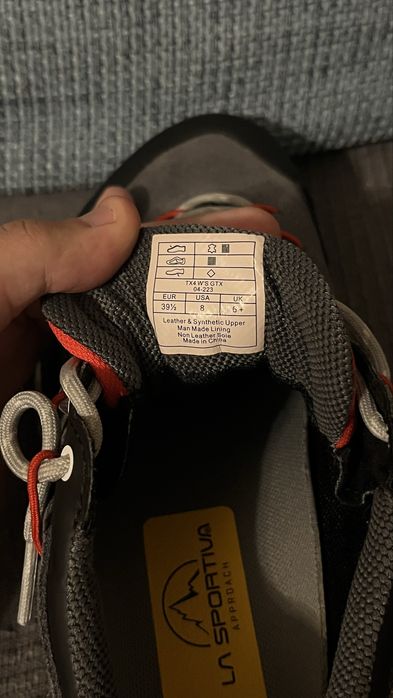 TX4 W'S GTX
04-223
EUR USA UK
39½ 8 6+
Leather & Synthetic Upper
Man Made Lining
Non Leather Sole
Made in China
LA SPORTIVA
APPROACH